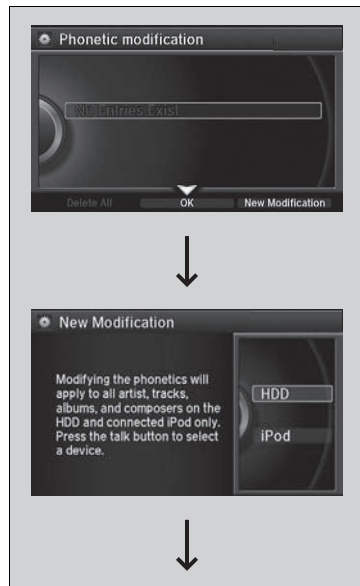 Phonetic modification
No Entries Exist
Delete All OK New Modification
New Modification
Modifying the phonetics will
apply to all artist, tracks,
albums, and composers on the
HDD and connected iPod only.
Press the talk button to select
a device.
HDD
iPod